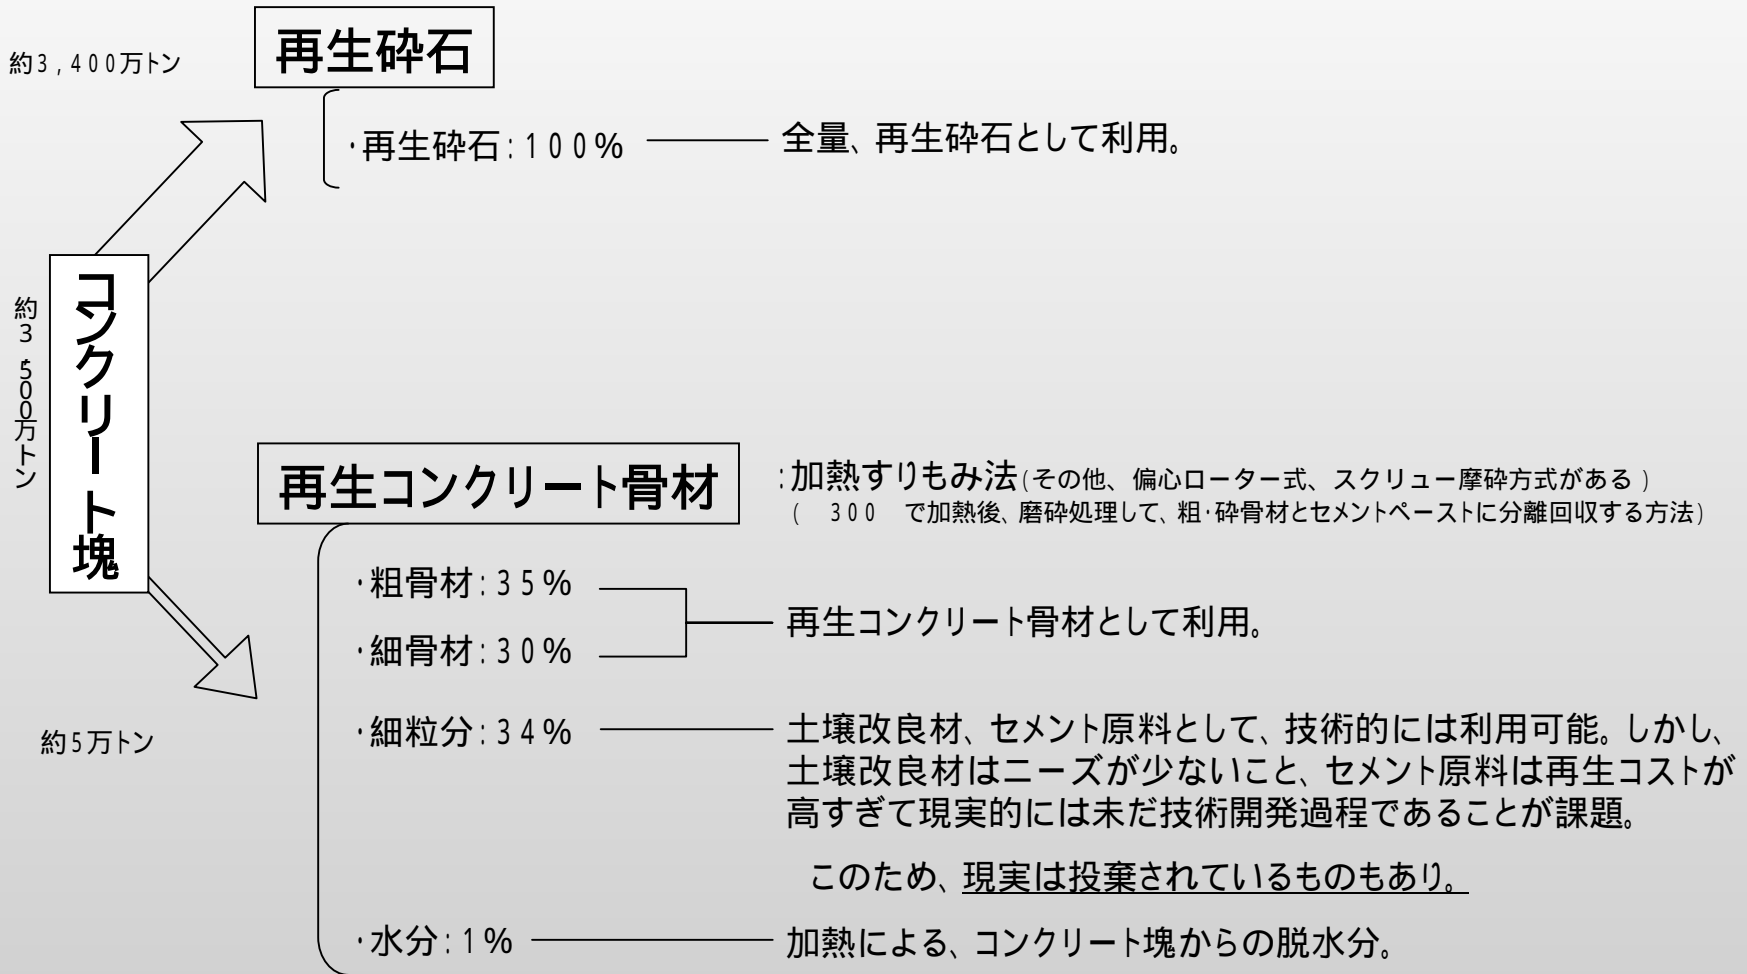 約3,400万トン
再生砕石
・再生砕石:100%
全量、再生砕石として利用。
コンクリート塊
約3,500万トン
再生コンクリート骨材
:加熱すりもみ法(その他、偏心ローター式、スクリュー摩砕方式がある)
( 300 で加熱後、磨砕処理して、粗・砕骨材とセメントペーストに分離回収する方法)
・粗骨材:35%
・細骨材:30%
再生コンクリート骨材として利用。
約5万トン
・細粒分:34%
土壌改良材、セメント原料として、技術的には利用可能。しかし、
土壌改良材はニーズが少ないこと、セメント原料は再生コストが
高すぎて現実的には未だ技術開発過程であることが課題。
このため、現実は投棄されているものもあり。
・水分:1%
加熱による、コンクリート塊からの脱水分。